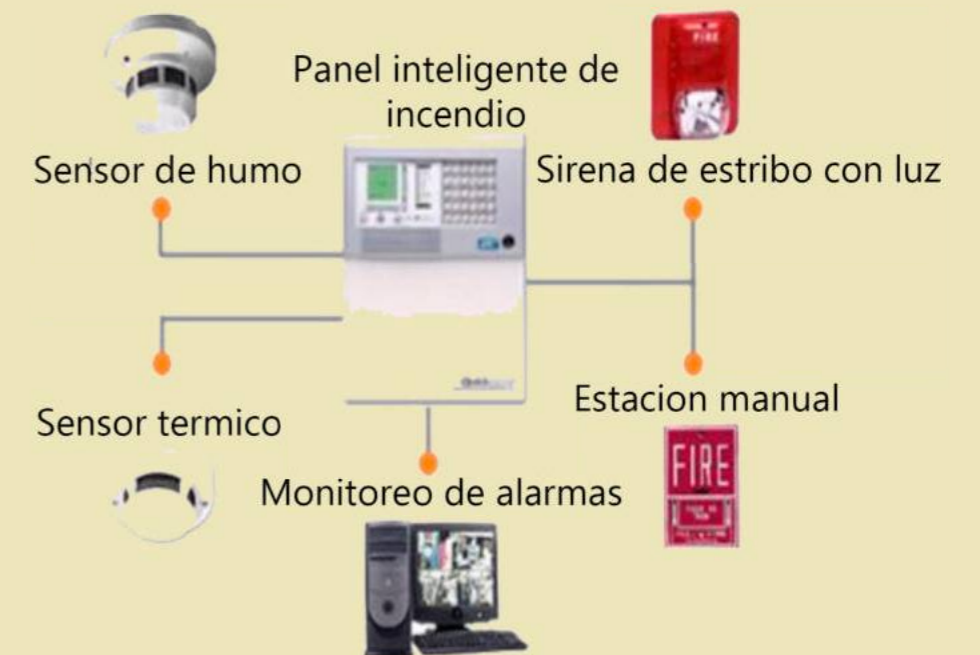 Panel inteligente de
incendio
FIRE
Sensor de humo
Sirena de estribo con luz
Sensor termico
Estacion manual
FIRE
Monitoreo de alarmas